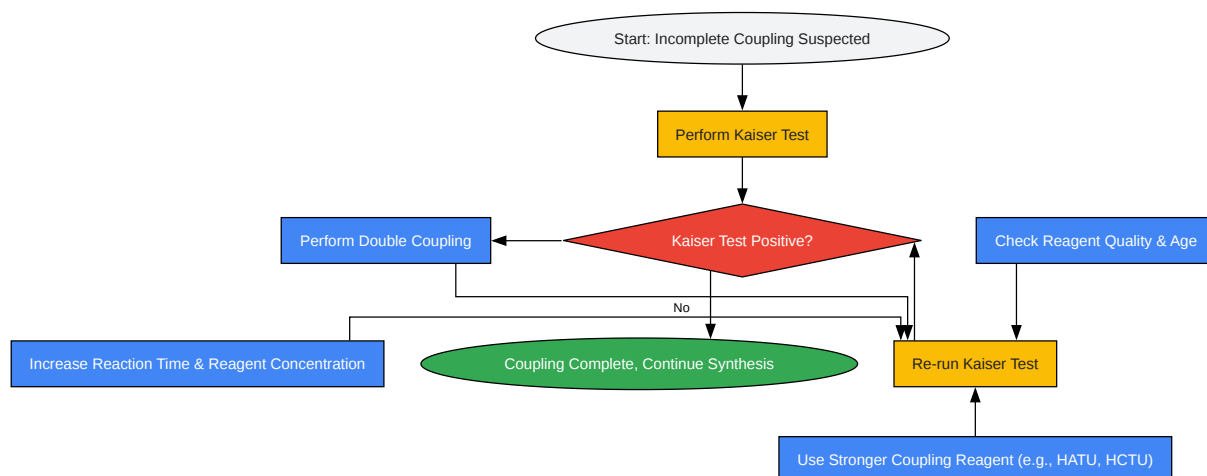 Start: Incomplete Coupling Suspected
Perform Kaiser Test
Perform Double Coupling
Kaiser Test Positive?
Check Reagent Quality & Age
No
Increase Reaction Time & Reagent Concentration
Coupling Complete, Continue Synthesis
Re-run Kaiser Test
Use Stronger Coupling Reagent (e.g., HATU, HCTU)